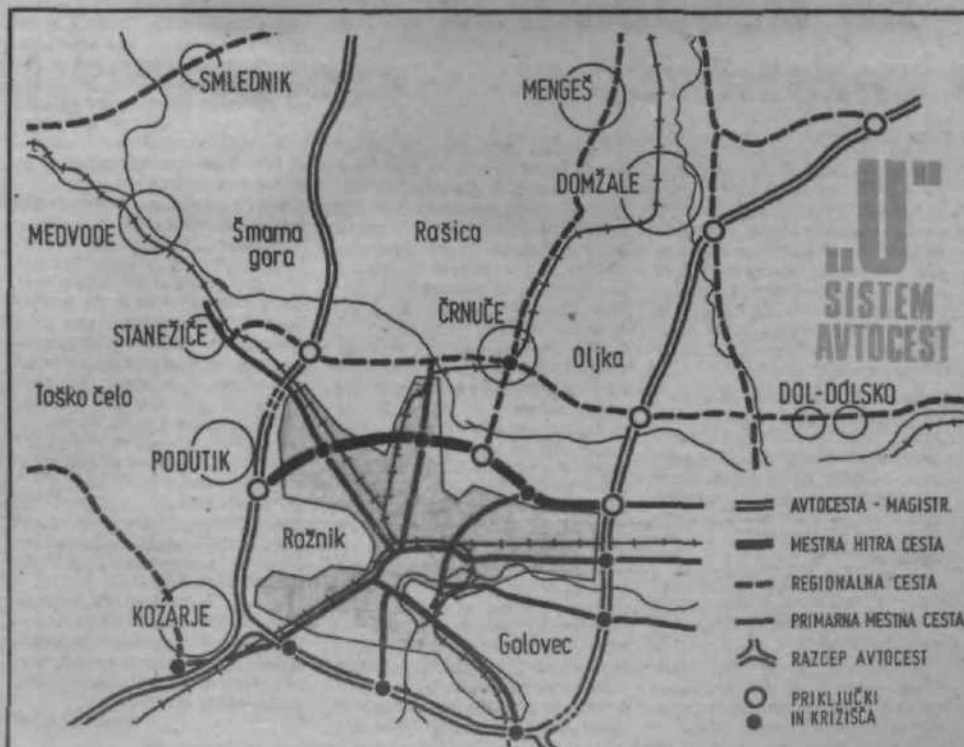 SMLEDNIK
MENGEŠ
DOMŽALE
MEDVODE
Šmarna
gora
Rašica
„U“
SISTEM
AVTOCEST
STANEŽIČE
ČRNUČE
Oljka
Toško čelo
DOL-DOLSKO
PODUTIK
Rožnik
KOZARJE
Golovec
AVTOCESTA - MAGISTR.
MESTNA HITRA CESTA
REGIONALNA CESTA
PRIMARNA MESTNA CESTA
RAZCEP AVTOCEST
PRIKLJUČKI
IN KRIŽIŠČA